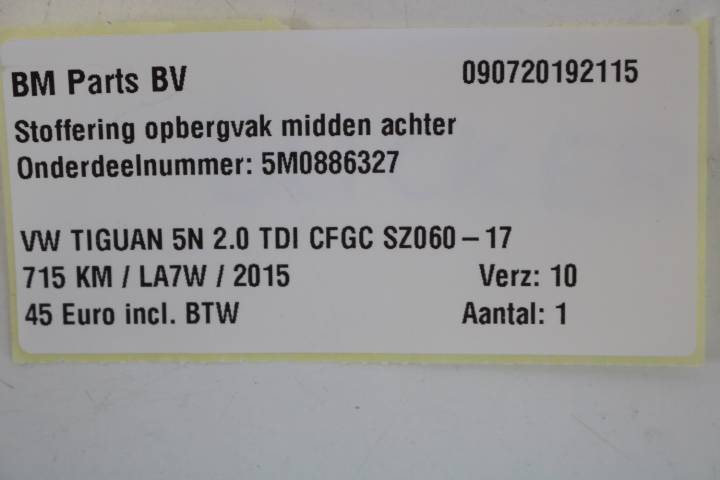 BM Parts BV 090720192115
Stoffering opbergvak midden achter
Onderdeelnummer: 5M0886327
VW TIGUAN 5N 2.0 TDI CFGC SZ060-17
715 KM / LA7W / 2015 Verz: 10
45 Euro incl. BTW Aantal: 1